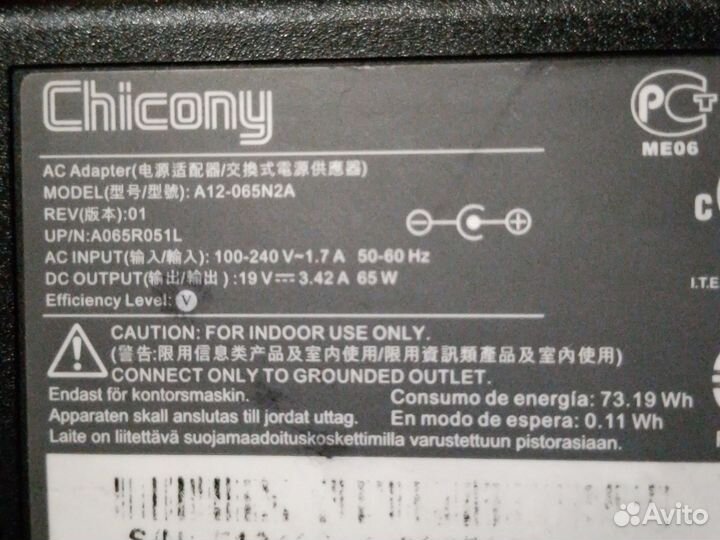 Chicony
PCT
ME06
AC Adapter(电源适配器/交換式電源供應器)
MODEL(型号/型號): A12-065N2A
REV(版本):01
UP/N:A065R051L
AC INPUT(输入/輸入): 100-240 V~1.7 A 50-60 Hz
DC OUTPUT(输出/輸出) :19 V⎓3.42 A 65 W
I.T.E
Efficiency Level: V
CAUTION: FOR INDOOR USE ONLY.
(警告:限用信息类产品及室内使用/限用資訊類產品及室內使用)
CONNECT ONLY TO GROUNDED OUTLET.
Endast för kontorsmaskin.
Consumo de energía: 73.19 Wh
Apparaten skall anslutas till jordat uttag.
En modo de espera: 0.11 Wh
Laite on liitettävä suojamaadoituskoskettimilla varustettuun pistorasiaan.
Avito